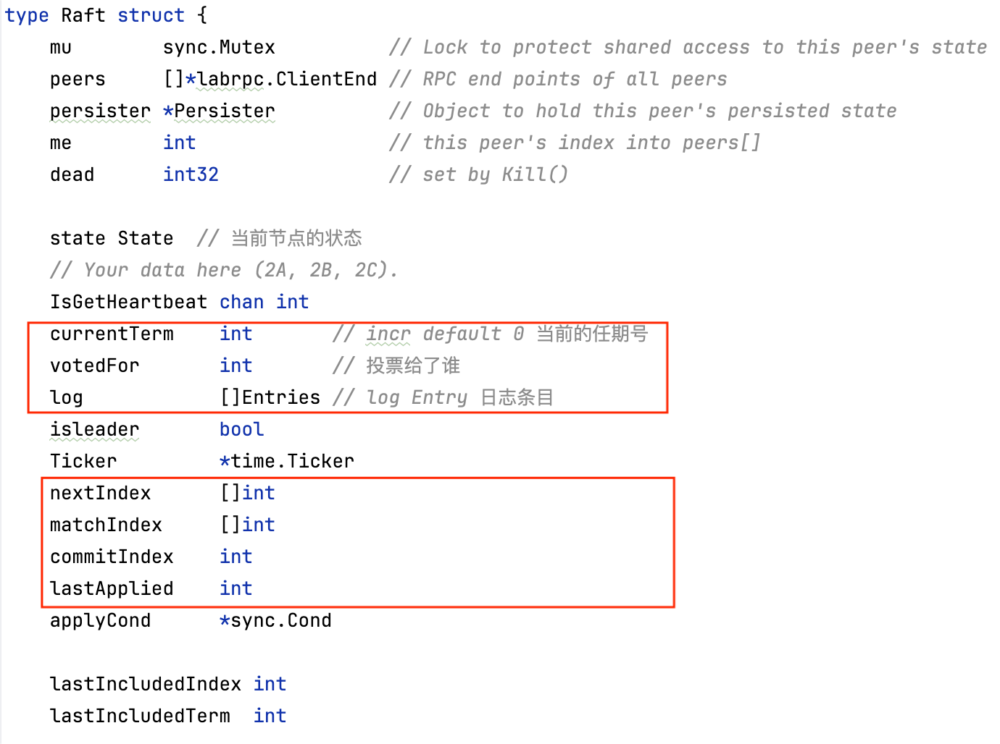 type Raft struct {
mu sync.Mutex // Lock to protect shared access to this peer's state
peers []*labrpc.ClientEnd // RPC end points of all peers
persister *Persister // Object to hold this peer's persisted state
me int // this peer's index into peers[]
dead int32 // set by Kill()
state State // 当前节点的状态
// Your data here (2A, 2B, 2C).
IsGetHeartbeat chan int
currentTerm int // incr default 0 当前的任期号
votedFor int // 投票给了谁
log []Entries // log Entry 日志条目
isleader bool
Ticker *time.Ticker
nextIndex []int
matchIndex []int
commitIndex int
lastApplied int
applyCond *sync.Cond
lastIncludedIndex int
lastIncludedTerm int